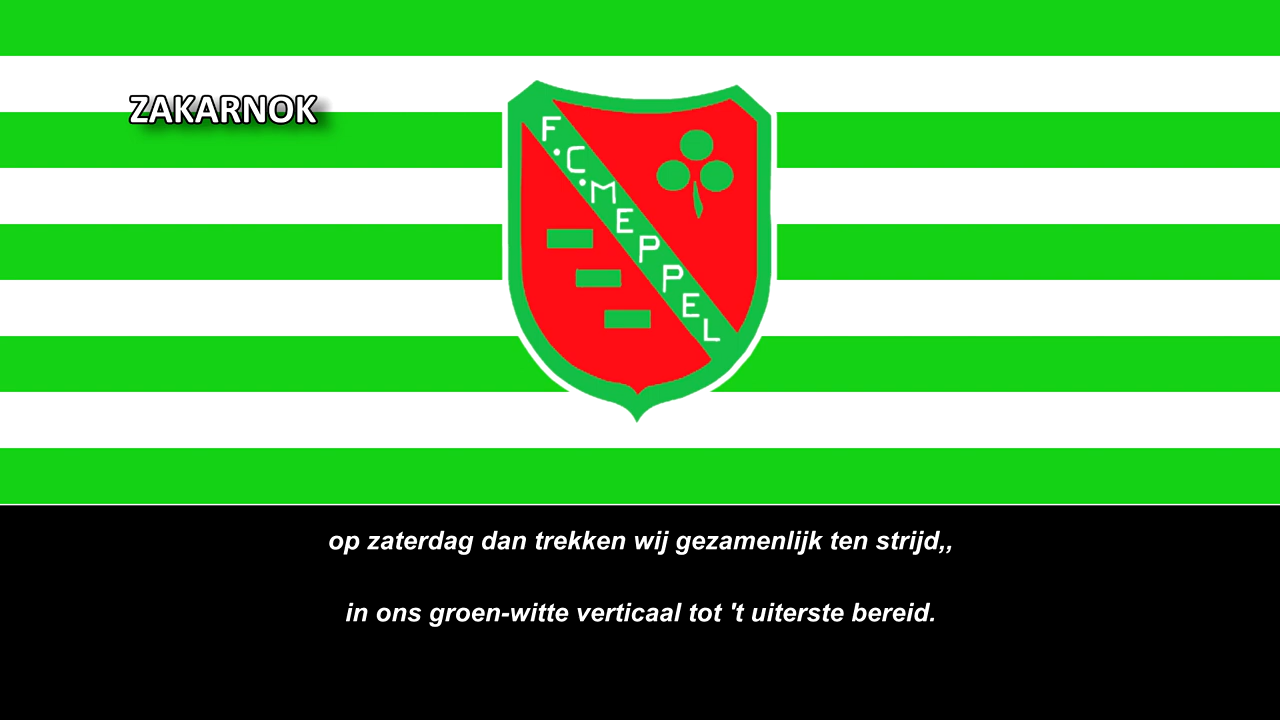 ZAKARNOK
F.C.MEPPEL
op zaterdag dan trekken wij gezamenlijk ten strijd,,
in ons groen-witte verticaal tot 't uiterste bereid.